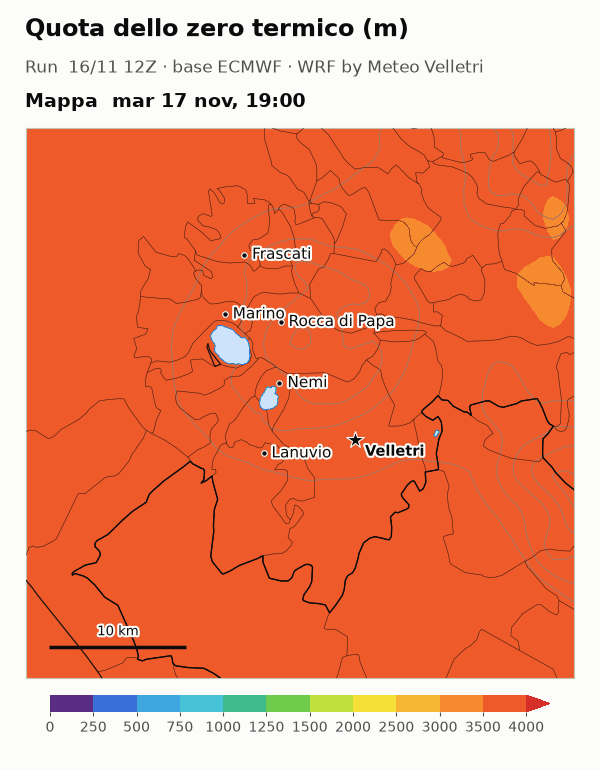 Quota dello zero termico (m)
Run  16/11 12Z · base ECMWF · WRF by Meteo Velletri
Mappa  mar 17 nov, 19:00
Frascati
Marino
Rocca di Papa
Nemi
Velletri
Lanuvio
10 km
0 250 500 750 1000 1250 1500 2000 2500 3000 3500 4000